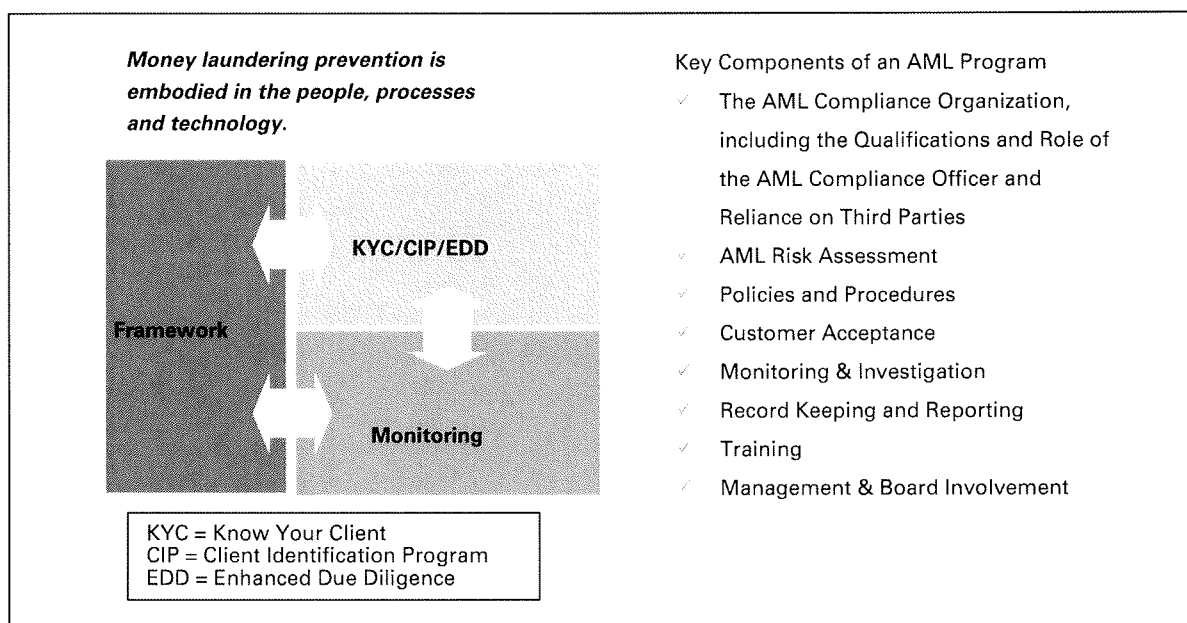 Money laundering prevention is
embodied in the people, processes
and technology.
KYC/CIP/EDD
Framework
Monitoring
KYC = Know Your Client
CIP = Client Identification Program
EDD = Enhanced Due Diligence
Key Components of an AML Program
✓ The AML Compliance Organization,
including the Qualifications and Role of
the AML Compliance Officer and
Reliance on Third Parties
✓ AML Risk Assessment
✓ Policies and Procedures
✓ Customer Acceptance
✓ Monitoring & Investigation
✓ Record Keeping and Reporting
✓ Training
✓ Management & Board Involvement